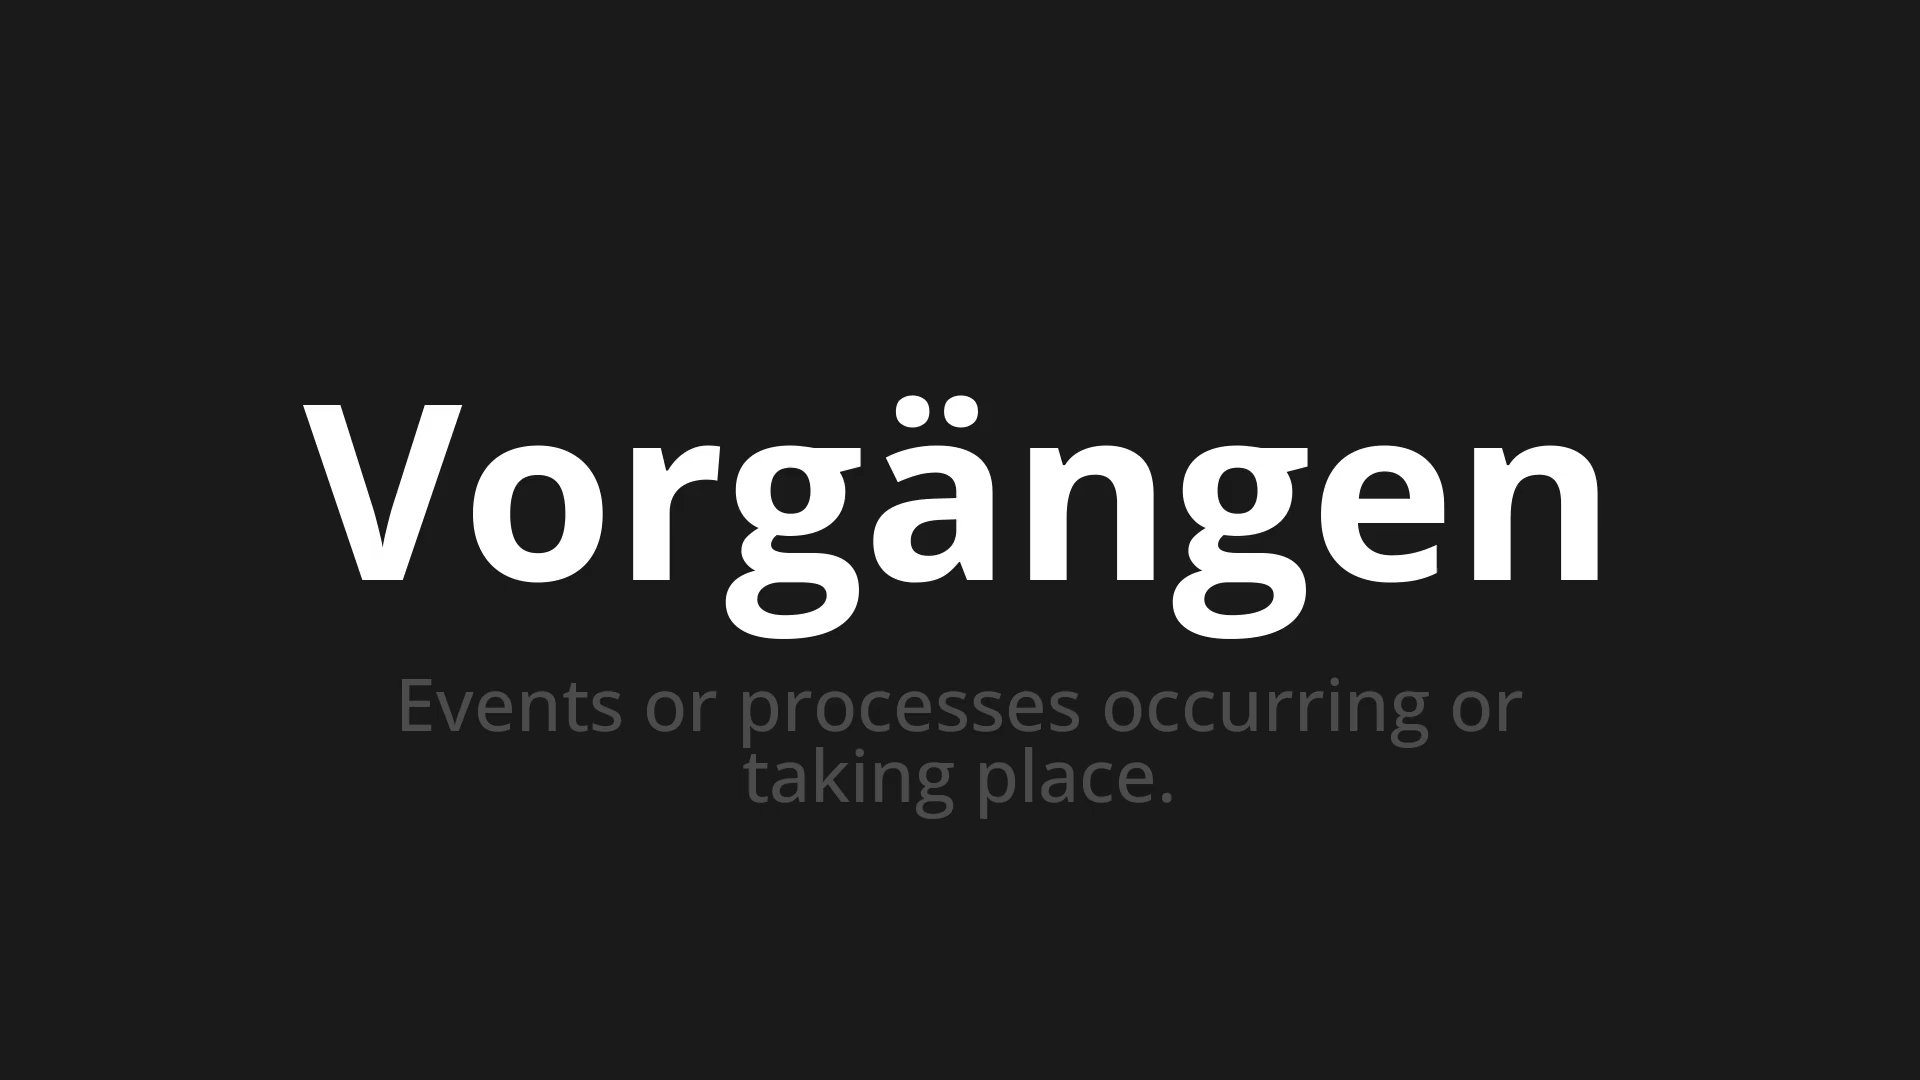 Vorgängen
Events or processes occurring or
taking place.